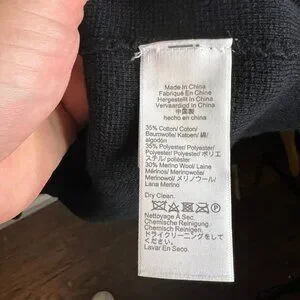 Made In China
Fabriqué En Chine
Hergestellt In China
Vervaardigd in China
中国製
hecho en china
35% Cotton/ Coton/
Baumwolle/ Katoen/ 綿/
algodón
35% Polyester/ Polyester/
Polyester/ Polyester/ ポリエ
ステル/ poliéster
30% Merino Wool/ Laine
Mérinos/ Merinowolle/
Merinowol/ メリノウール/
Lana Merino
Dry Clean.
Nettoyage À Sec.
Chemische Reinigung.
Chemisch Reinigen.
ドライクリーニングをしてく
ださい。
Lavar En Seco.